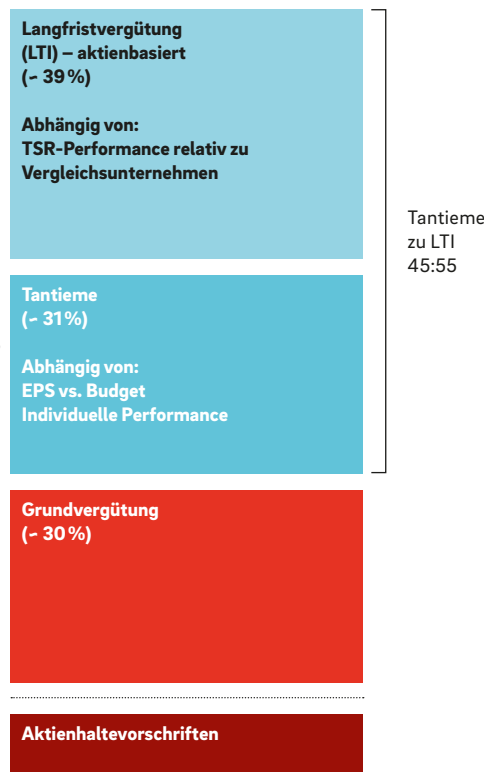 Langfristvergütung
(LTI) – aktienbasiert
(~ 39 %)
Abhängig von:
TSR-Performance relativ zu
Vergleichsunternehmen
Tantieme
zu LTI
45:55
Tantieme
(~ 31 %)
Abhängig von:
EPS vs. Budget
Individuelle Performance
Grundvergütung
(~ 30 %)
Aktienhaltevorschriften